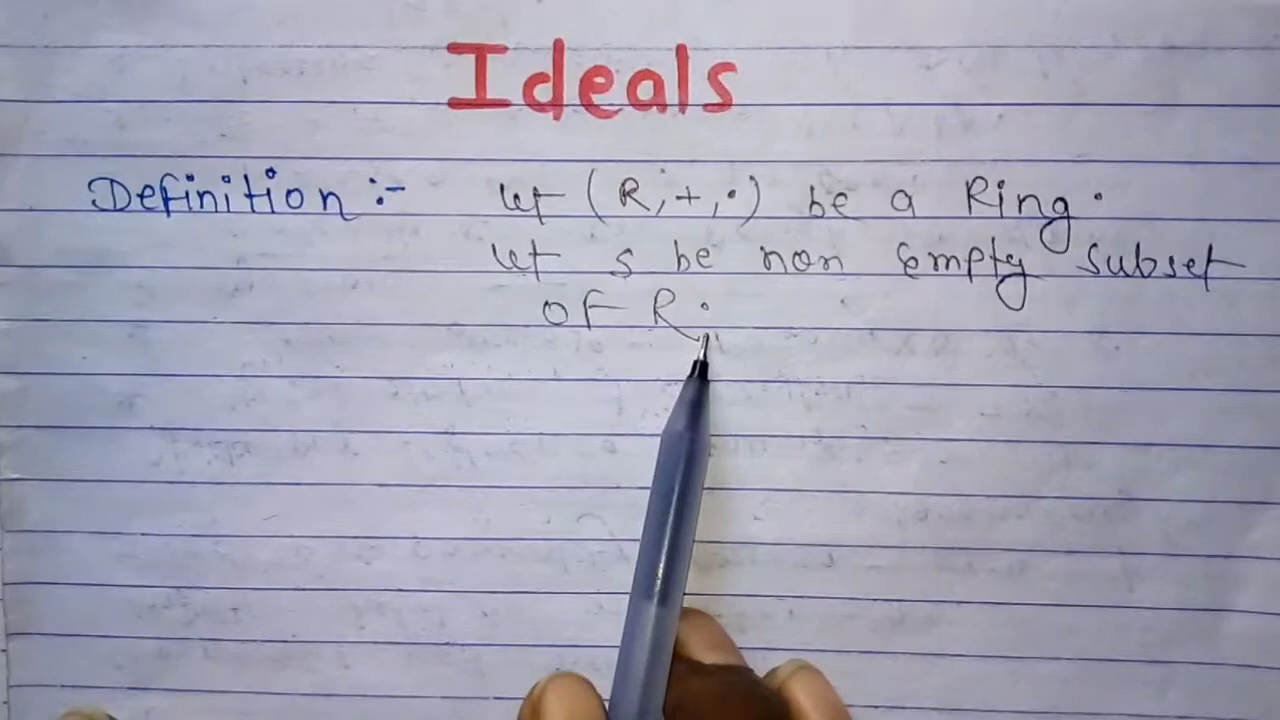 Ideals
Definition :- let (R, +, ·) be a Ring.
let s be non empty subset
of R.